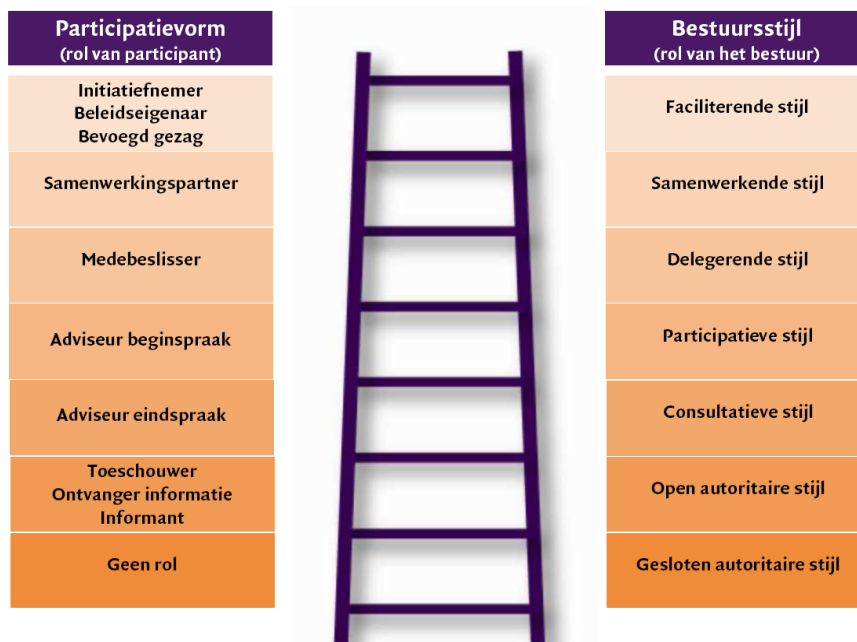 Participatievorm
(rol van participant)
Bestuursstijl
(rol van het bestuur)
Initiatiefnemer
Beleidseigenaar
Bevoegd gezag
Faciliterende stijl
Samenwerkingspartner
Samenwerkende stijl
Medebeslisser
Delegerende stijl
Adviseur beginspraak
Participatieve stijl
Adviseur eindspraak
Consultatieve stijl
Toeschouwer
Ontvanger informatie
Informant
Open autoritaire stijl
Geen rol
Gesloten autoritaire stijl